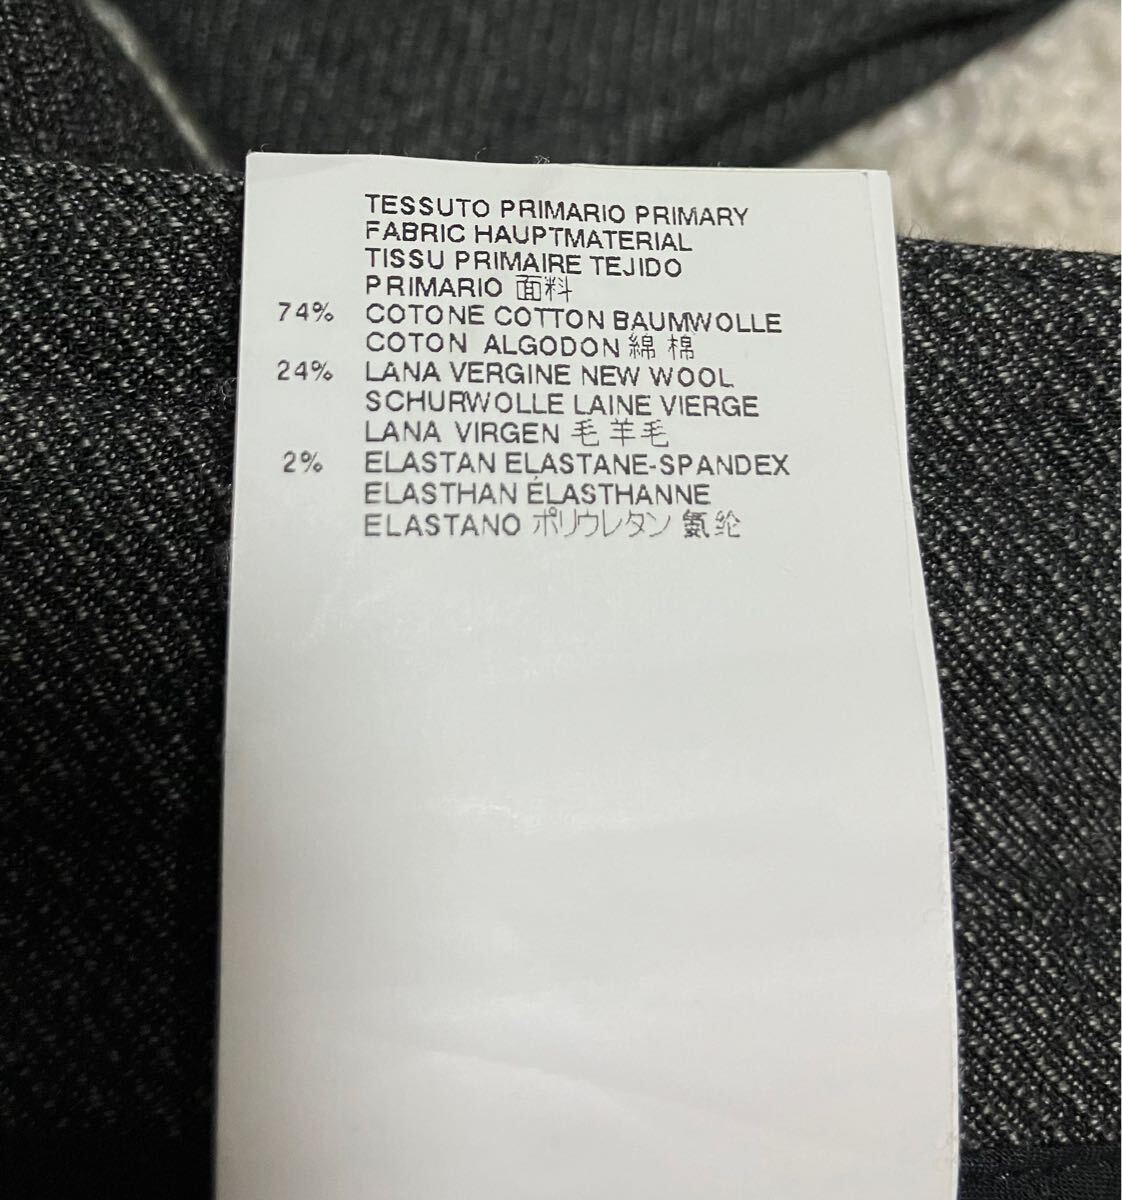 TESSUTO PRIMARIO PRIMARY
FABRIC HAUPTMATERIAL
TISSU PRIMAIRE TEJIDO
PRIMARIO 面料
74% COTONE COTTON BAUMWOLLE
COTON ALGODON 綿 棉
24% LANA VERGINE NEW WOOL
SCHURWOLLE LAINE VIERGE
LANA VIRGEN 毛 羊毛
2% ELASTAN ELASTANE-SPANDEX
ELASTHAN ÉLASTHANNE
ELASTANO ポリウレタン 氨纶